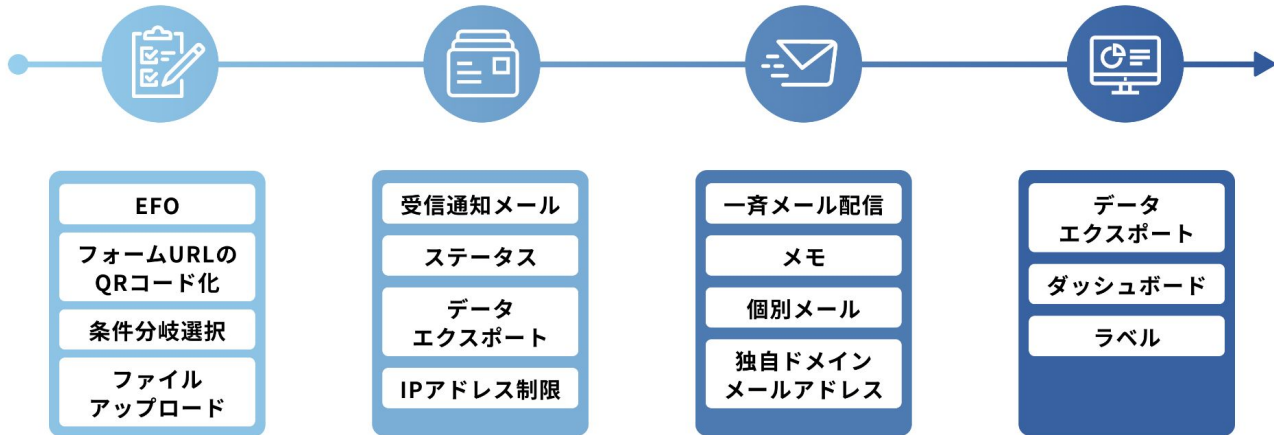 EFO
フォームURLの
QRコード化
条件分岐選択
ファイル
アップロード
受信通知メール
ステータス
データ
エクスポート
IPアドレス制限
一斉メール配信
メモ
個別メール
独自ドメイン
メールアドレス
データ
エクスポート
ダッシュボード
ラベル